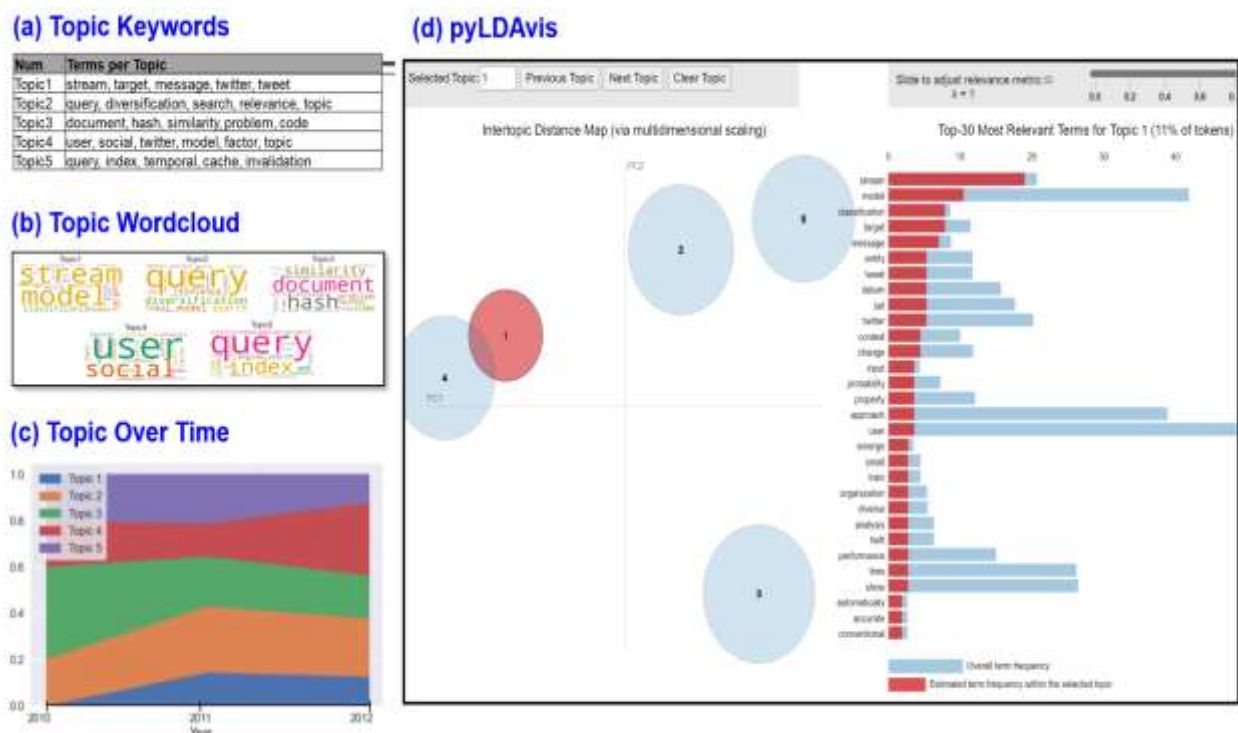 (a) Topic Keywords
Num Terms per Topic
Topic1 stream, target, message, twitter, tweet
Topic2 query, diversification, search, relevance, topic
Topic3 document, hash, similarity, problem, code
Topic4 user, social, twitter, model, factor, topic
Topic5 query, index, temporal, cache, invalidation
(b) Topic Wordcloud
Topic1 Topic2 Topic3
stream query similarity
model diversification document
hash
Topic4 Topic5
user query
social index
(c) Topic Over Time
Topic 1
Topic 2
Topic 3
Topic 4
Topic 5
1.0
0.8
0.6
0.4
0.2
0.0
2010 2011 2012
Year
(d) pyLDAvis
Selected Topic: 1 Previous Topic Next Topic Clear Topic
Slide to adjust relevance metric:
λ = 1
0.0 0.2 0.4 0.6
Intertopic Distance Map (via multidimensional scaling)
PC2
PC1
2
1
4
Top-30 Most Relevant Terms for Topic 1 (11% of tokens)
0 10 20 30 40
stream
model
classification
target
message
entity
tweet
datum
set
twitter
context
change
input
probability
property
approach
user
emerge
small
organization
diverse
analysis
performance
time
show
automatically
accurate
conventional
Overall term frequency
Estimated term frequency within the selected topic